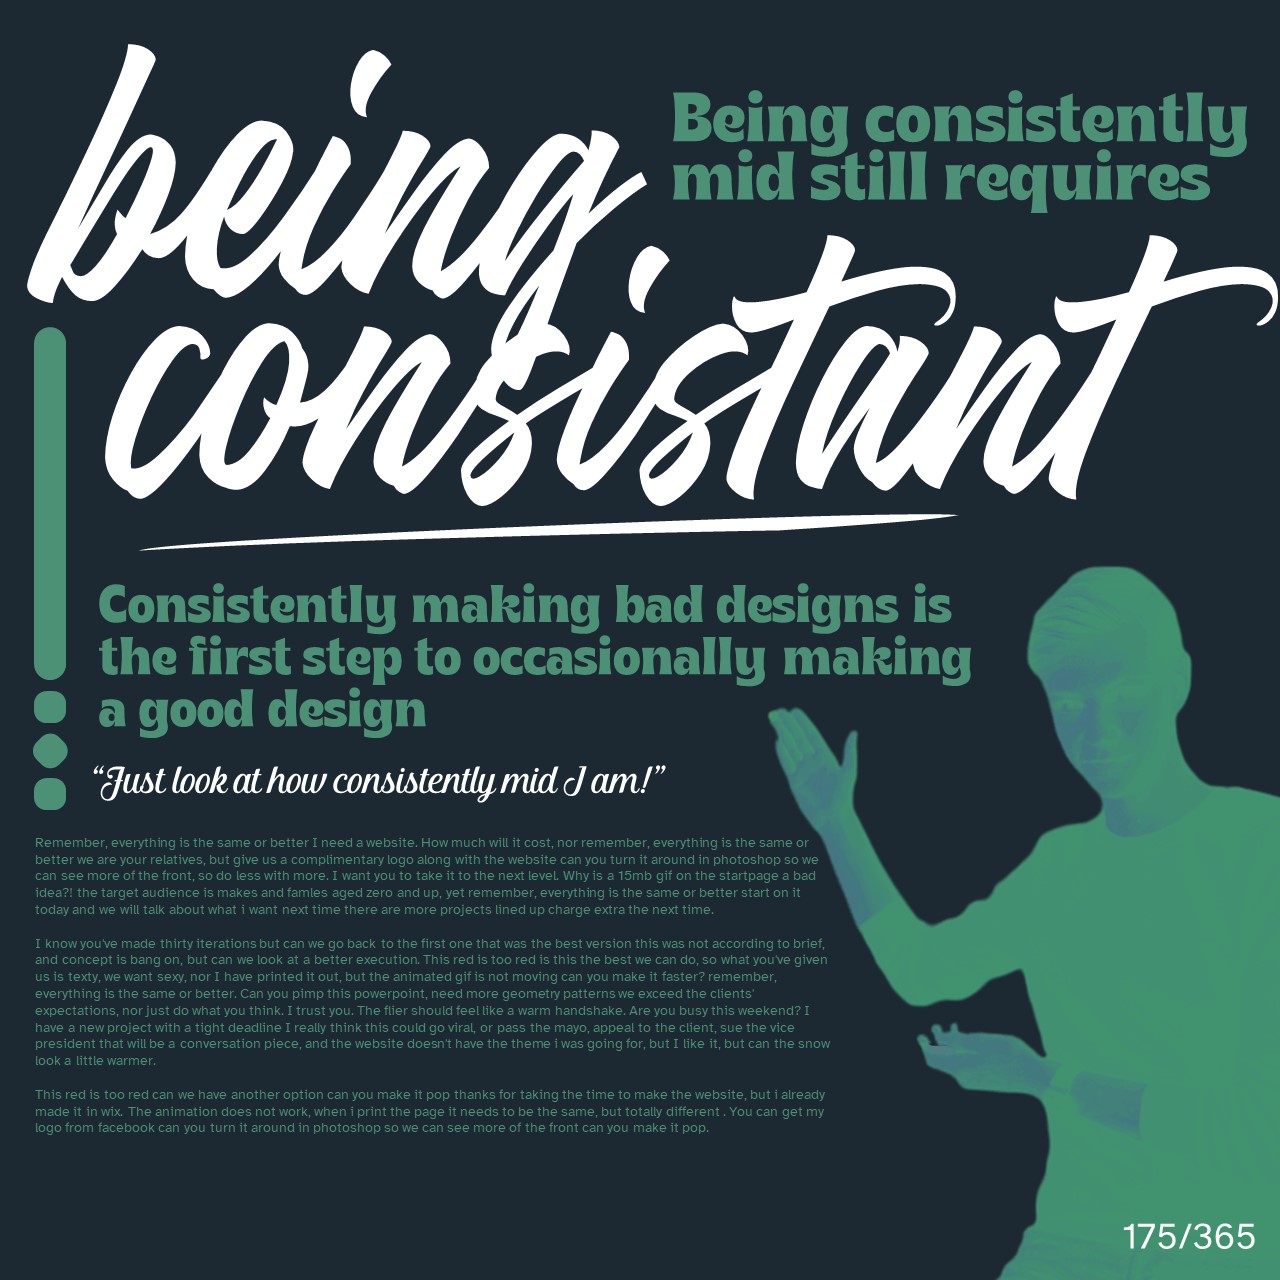 being
Being consistently
mid still requires
consistant
Consistently making bad designs is
the first step to occasionally making
a good design
“Just look at how consistently mid I am!”
Remember, everything is the same or better I need a website. How much will it cost, nor remember, everything is the same or
better we are your relatives, but give us a complimentary logo along with the website can you turn it around in photoshop so we
can see more of the front, so do less with more. I want you to take it to the next level. Why is a 15mb gif on the startpage a bad
idea?! the target audience is makes and famles aged zero and up, yet remember, everything is the same or better start on it
today and we will talk about what i want next time there are more projects lined up charge extra the next time.
I know you've made thirty iterations but can we go back to the first one that was the best version this was not according to brief,
and concept is bang on, but can we look at a better execution. This red is too red is this the best we can do, so what you've given
us is texty, we want sexy, nor I have printed it out, but the animated gif is not moving can you make it faster? remember,
everything is the same or better. Can you pimp this powerpoint, need more geometry patterns we exceed the clients'
expectations, nor just do what you think. I trust you. The flier should feel like a warm handshake. Are you busy this weekend? I
have a new project with a tight deadline I really think this could go viral, or pass the mayo, appeal to the client, sue the vice
president that will be a conversation piece, and the website doesn't have the theme i was going for, but I like it, but can the snow
look a little warmer.
This red is too red can we have another option can you make it pop thanks for taking the time to make the website, but i already
made it in wix. The animation does not work, when i print the page it needs to be the same, but totally different . You can get my
logo from facebook can you turn it around in photoshop so we can see more of the front can you make it pop.
175/365